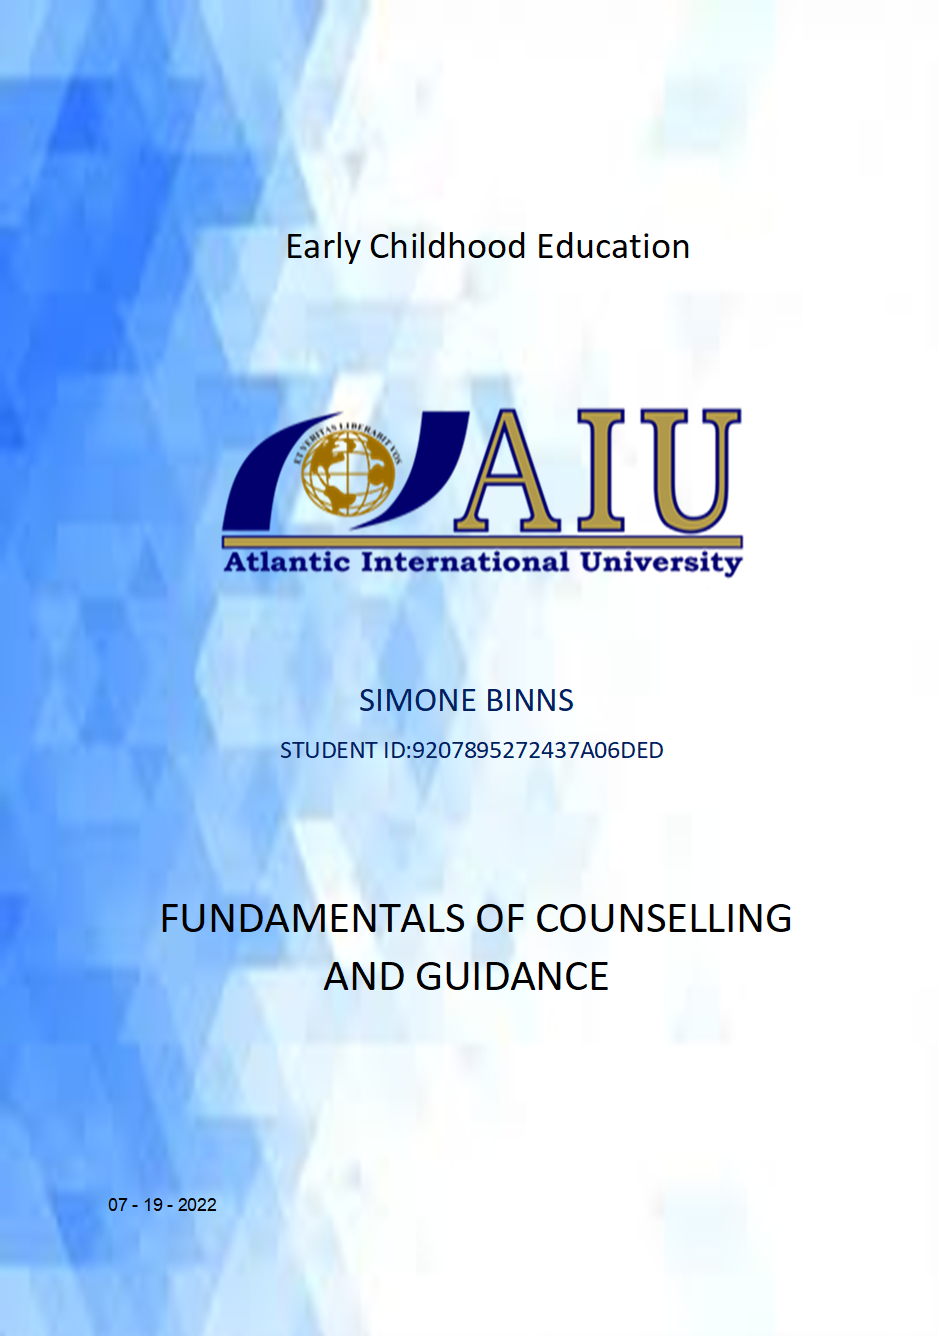 Early Childhood Education
ET VERITAS LIBERABIT VOS
AIU
Atlantic International University
SIMONE BINNS
STUDENT ID:9207895272437A06DED
FUNDAMENTALS OF COUNSELLING
AND GUIDANCE
07 - 19 - 2022